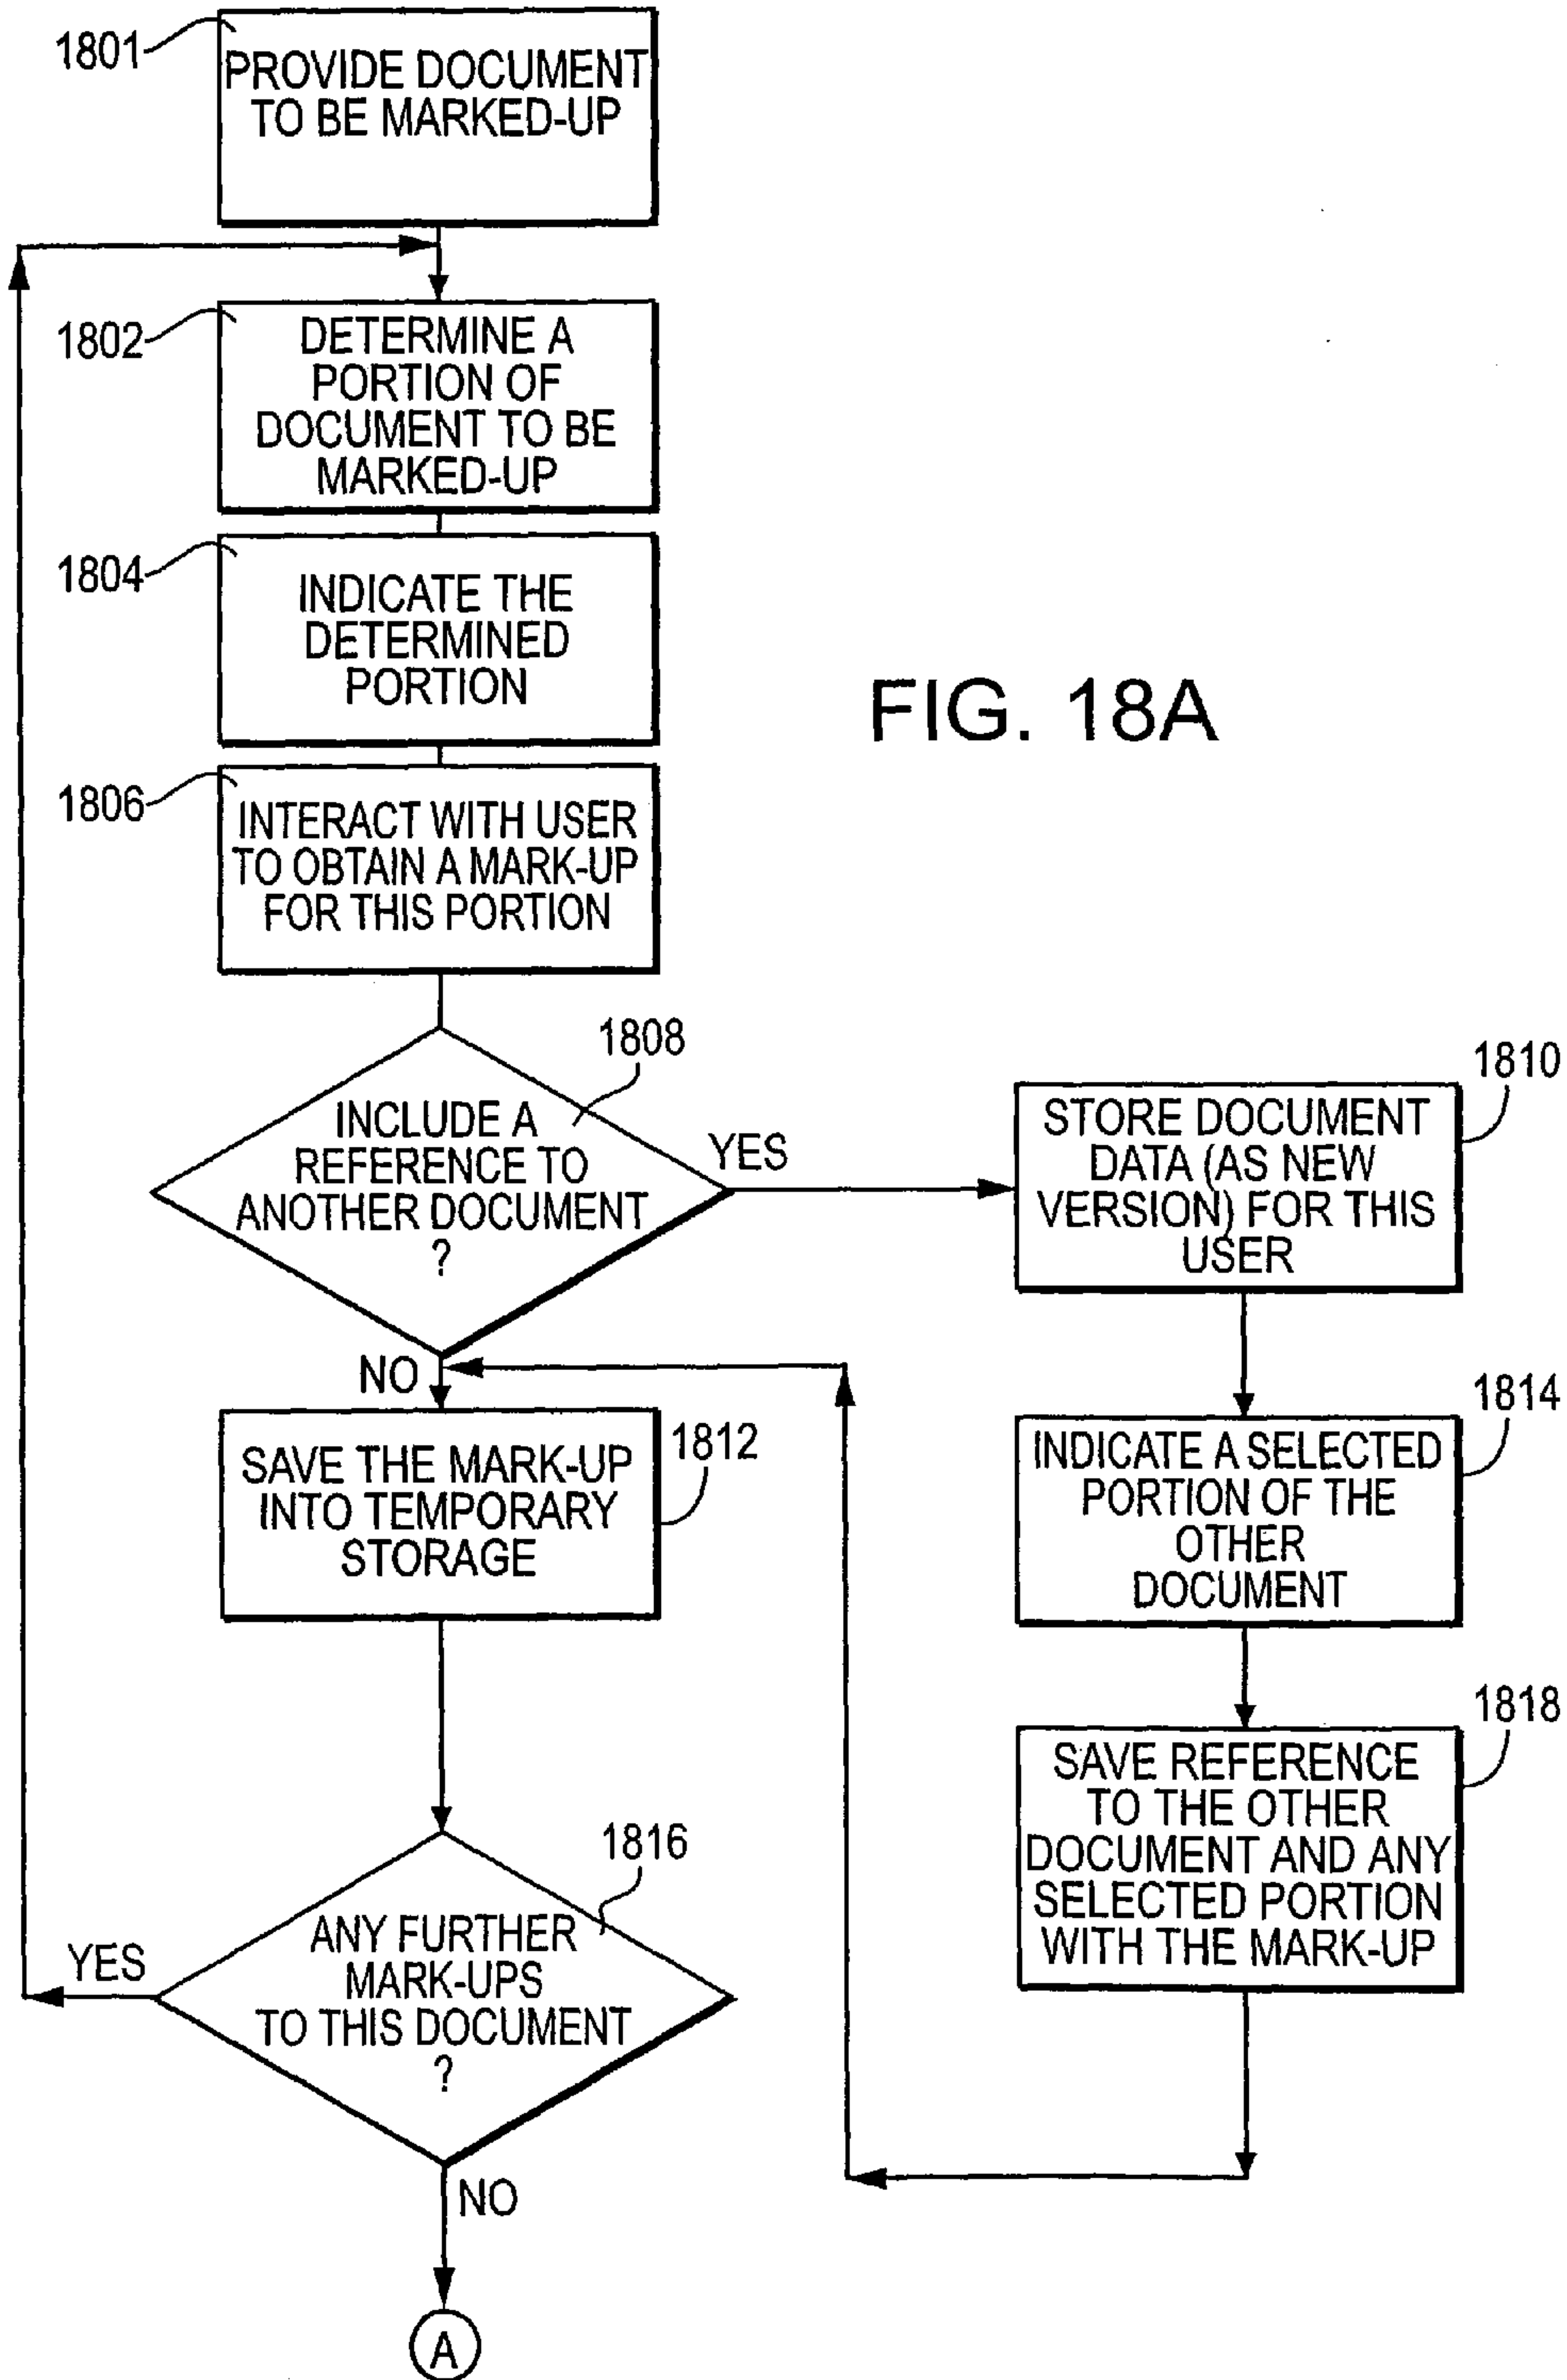 1801
PROVIDE DOCUMENT
TO BE MARKED-UP
1802
DETERMINE A
PORTION OF
DOCUMENT TO BE
MARKED-UP
1804
INDICATE THE
DETERMINED
PORTION
FIG. 18A
1806
INTERACT WITH USER
TO OBTAIN A MARK-UP
FOR THIS PORTION
1808
INCLUDE A
REFERENCE TO
ANOTHER DOCUMENT
?
YES
NO
1810
STORE DOCUMENT
DATA (AS NEW
VERSION) FOR THIS
USER
1812
SAVE THE MARK-UP
INTO TEMPORARY
STORAGE
1814
INDICATE A SELECTED
PORTION OF THE
OTHER
DOCUMENT
1816
ANY FURTHER
MARK-UPS
TO THIS DOCUMENT
?
YES
NO
1818
SAVE REFERENCE
TO THE OTHER
DOCUMENT AND ANY
SELECTED PORTION
WITH THE MARK-UP
A